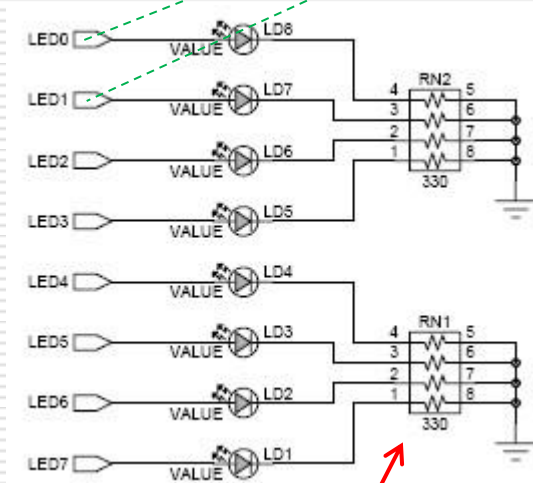 LED0 VALUE LD8
LED1 VALUE LD7
LED2 VALUE LD6
LED3 VALUE LD5
RN2
4 5
3 6
2 7
1 8
330
LED4 VALUE LD4
LED5 VALUE LD3
LED6 VALUE LD2
LED7 VALUE LD1
RN1
4 5
3 6
2 7
1 8
330